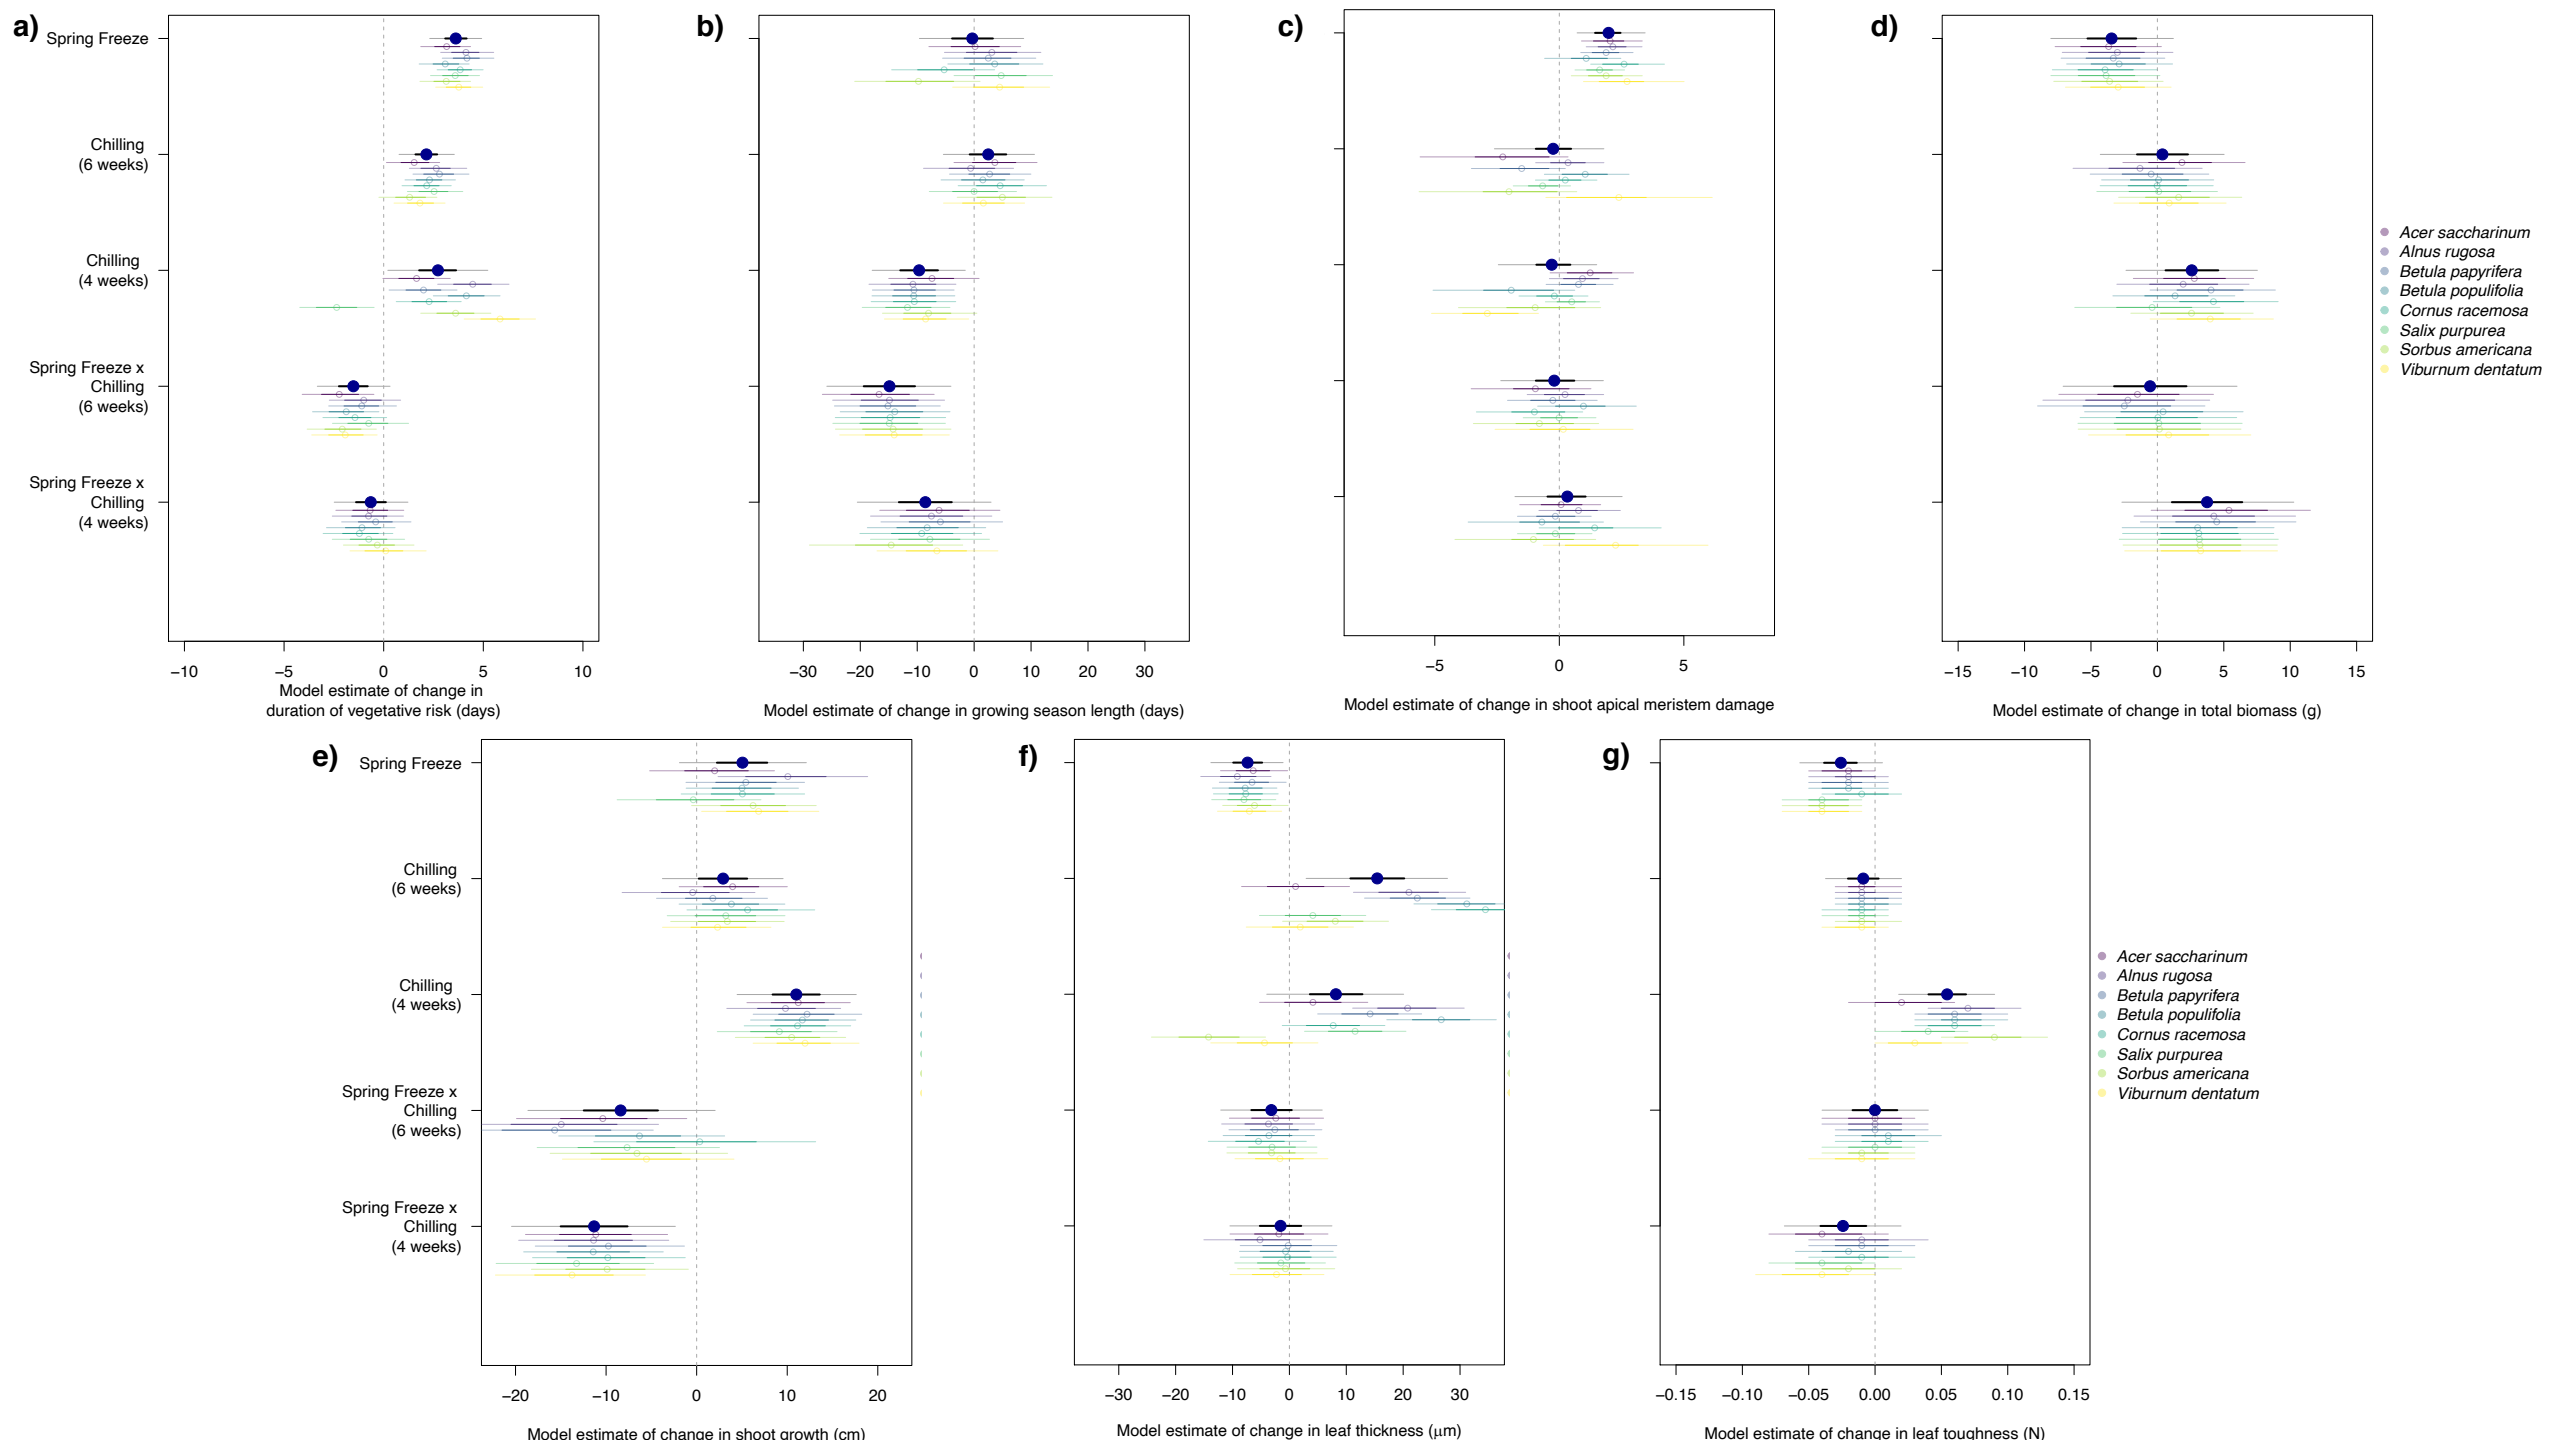 a)
Spring Freeze
Chilling
(6 weeks)
Chilling
(4 weeks)
Spring Freeze x
Chilling
(6 weeks)
Spring Freeze x
Chilling
(4 weeks)
−10 −5 0 5 10
Model estimate of change in
duration of vegetative risk (days)
b)
−30 −20 −10 0 10 20 30
Model estimate of change in growing season length (days)
c)
−5 0 5
Model estimate of change in shoot apical meristem damage
d)
−15 −10 −5 0 5 10 15
Model estimate of change in total biomass (g)
Acer saccharinum
Alnus rugosa
Betula papyrifera
Betula populifolia
Cornus racemosa
Salix purpurea
Sorbus americana
Viburnum dentatum
e)
Spring Freeze
Chilling
(6 weeks)
Chilling
(4 weeks)
Spring Freeze x
Chilling
(6 weeks)
Spring Freeze x
Chilling
(4 weeks)
−20 −10 0 10 20
Model estimate of change in shoot growth (cm)
f)
−30 −20 −10 0 10 20 30
Model estimate of change in leaf thickness (μm)
g)
−0.15 −0.10 −0.05 0.00 0.05 0.10 0.15
Model estimate of change in leaf toughness (N)
Acer saccharinum
Alnus rugosa
Betula papyrifera
Betula populifolia
Cornus racemosa
Salix purpurea
Sorbus americana
Viburnum dentatum